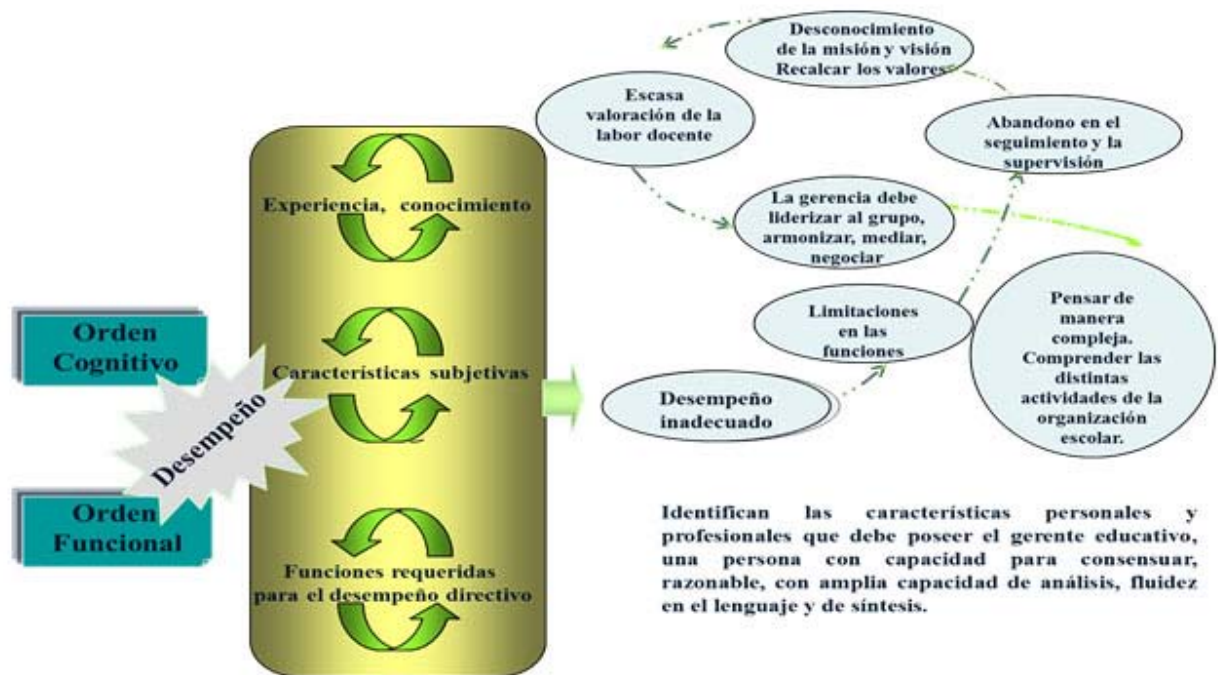 Orden
Cognitivo
Desempeño
Orden
Funcional
Experiencia, conocimiento
Características subjetivas
Funciones requeridas
para el desempeño directivo
Desconocimiento
de la misión y visión
Recalcar los valores
Escasa
valoración de la
labor docente
Abandono en el
seguimiento y la
supervisión
La gerencia debe
liderizar al grupo,
armonizar, mediar,
negociar
Limitaciones
en las
funciones
Desempeño
inadecuado
Pensar de
manera
compleja.
Comprender las
distintas
actividades de la
organización
escolar.
Identifican las características personales y
profesionales que debe poseer el gerente educativo,
una persona con capacidad para consensuar,
razonable, con amplia capacidad de análisis, fluidez
en el lenguaje y de síntesis.